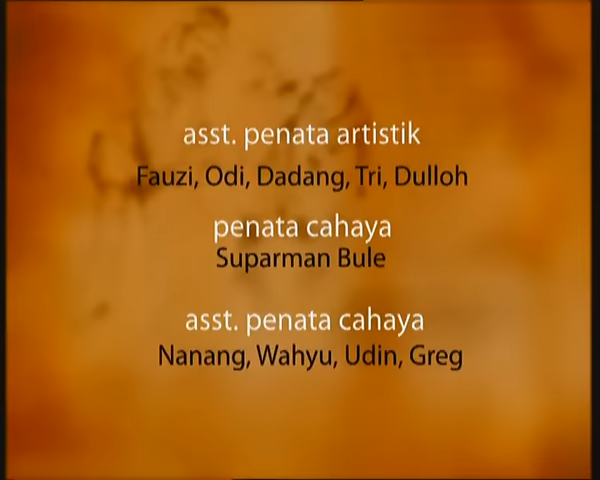 asst. penata artistik
Fauzi, Odi, Dadang, Tri, Dulloh
penata cahaya
Suparman Bule
asst. penata cahaya
Nanang, Wahyu, Udin, Greg